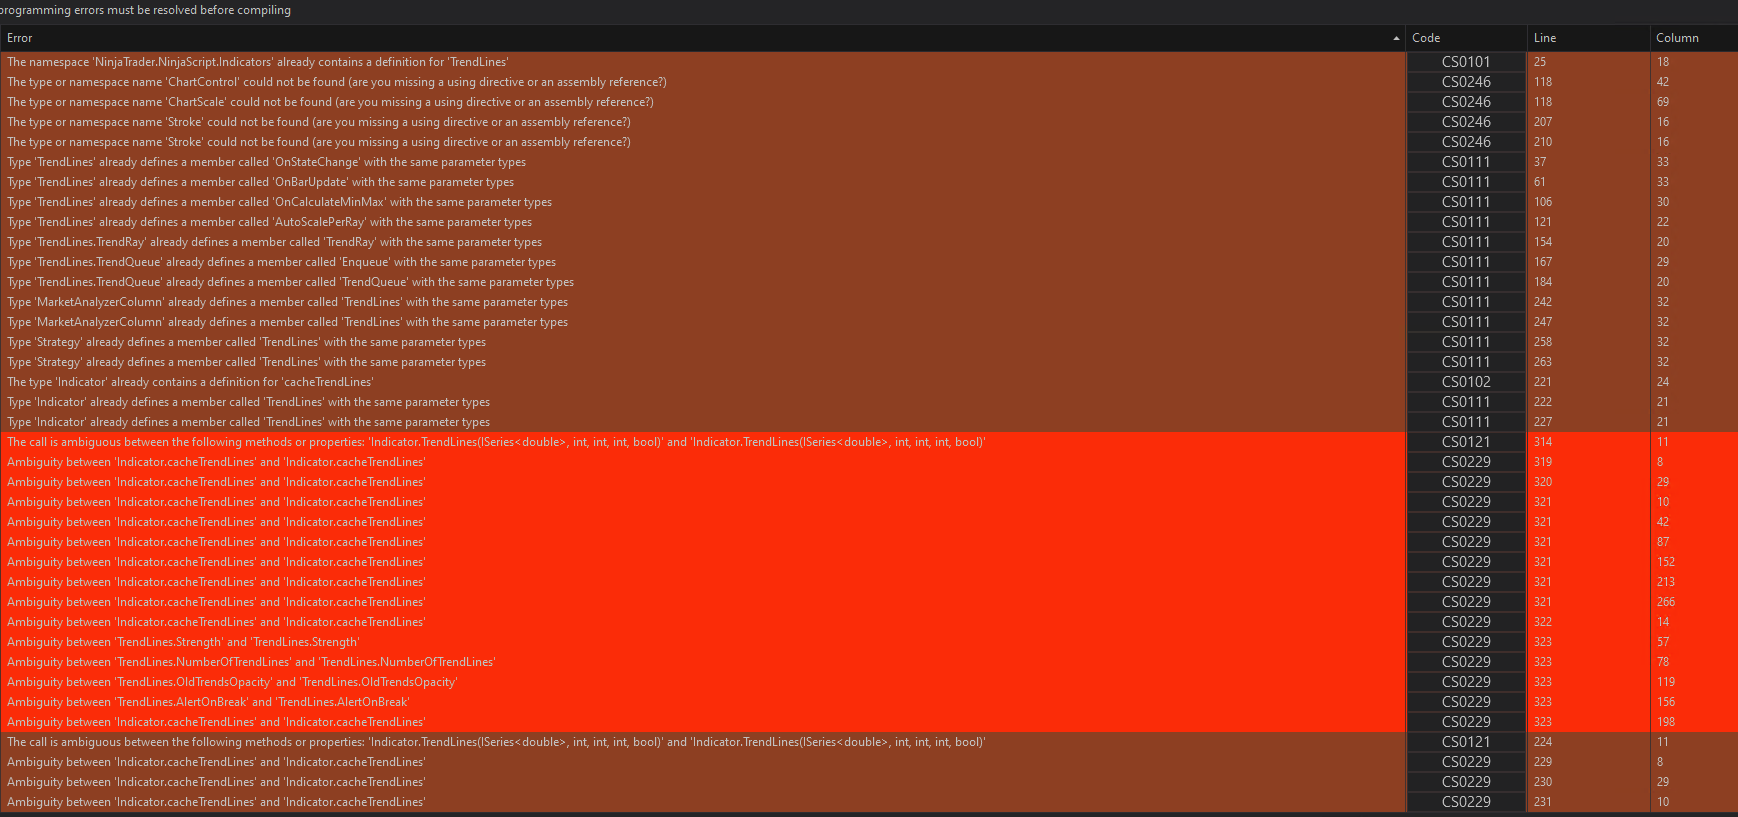 programming errors must be resolved before compiling
Error Code Line Column
The namespace 'NinjaTrader.NinjaScript.Indicators' already contains a definition for 'TrendLines' CS0101 25 18
The type or namespace name 'ChartControl' could not be found (are you missing a using directive or an assembly reference?) CS0246 118 42
The type or namespace name 'ChartScale' could not be found (are you missing a using directive or an assembly reference?) CS0246 118 69
The type or namespace name 'Stroke' could not be found (are you missing a using directive or an assembly reference?) CS0246 207 16
The type or namespace name 'Stroke' could not be found (are you missing a using directive or an assembly reference?) CS0246 210 16
Type 'TrendLines' already defines a member called 'OnStateChange' with the same parameter types CS0111 37 33
Type 'TrendLines' already defines a member called 'OnBarUpdate' with the same parameter types CS0111 61 33
Type 'TrendLines' already defines a member called 'OnCalculateMinMax' with the same parameter types CS0111 106 30
Type 'TrendLines' already defines a member called 'AutoScalePerRay' with the same parameter types CS0111 121 22
Type 'TrendLines.TrendRay' already defines a member called 'TrendRay' with the same parameter types CS0111 154 20
Type 'TrendLines.TrendQueue' already defines a member called 'Enqueue' with the same parameter types CS0111 167 29
Type 'TrendLines.TrendQueue' already defines a member called 'TrendQueue' with the same parameter types CS0111 184 20
Type 'MarketAnalyzerColumn' already defines a member called 'TrendLines' with the same parameter types CS0111 242 32
Type 'MarketAnalyzerColumn' already defines a member called 'TrendLines' with the same parameter types CS0111 247 32
Type 'Strategy' already defines a member called 'TrendLines' with the same parameter types CS0111 258 32
Type 'Strategy' already defines a member called 'TrendLines' with the same parameter types CS0111 263 32
The type 'Indicator' already contains a definition for 'cacheTrendLines' CS0102 221 24
Type 'Indicator' already defines a member called 'TrendLines' with the same parameter types CS0111 222 21
Type 'Indicator' already defines a member called 'TrendLines' with the same parameter types CS0111 227 21
The call is ambiguous between the following methods or properties: 'Indicator.TrendLines(ISeries<double>, int, int, int, bool)' and 'Indicator.TrendLines(ISeries<double>, int, int, int, bool)' CS0121 314 11
Ambiguity between 'Indicator.cacheTrendLines' and 'Indicator.cacheTrendLines' CS0229 319 8
Ambiguity between 'Indicator.cacheTrendLines' and 'Indicator.cacheTrendLines' CS0229 320 29
Ambiguity between 'Indicator.cacheTrendLines' and 'Indicator.cacheTrendLines' CS0229 321 10
Ambiguity between 'Indicator.cacheTrendLines' and 'Indicator.cacheTrendLines' CS0229 321 42
Ambiguity between 'Indicator.cacheTrendLines' and 'Indicator.cacheTrendLines' CS0229 321 87
Ambiguity between 'Indicator.cacheTrendLines' and 'Indicator.cacheTrendLines' CS0229 321 152
Ambiguity between 'Indicator.cacheTrendLines' and 'Indicator.cacheTrendLines' CS0229 321 213
Ambiguity between 'Indicator.cacheTrendLines' and 'Indicator.cacheTrendLines' CS0229 321 266
Ambiguity between 'Indicator.cacheTrendLines' and 'Indicator.cacheTrendLines' CS0229 322 14
Ambiguity between 'TrendLines.Strength' and 'TrendLines.Strength' CS0229 323 57
Ambiguity between 'TrendLines.NumberOfTrendLines' and 'TrendLines.NumberOfTrendLines' CS0229 323 78
Ambiguity between 'TrendLines.OldTrendsOpacity' and 'TrendLines.OldTrendsOpacity' CS0229 323 119
Ambiguity between 'TrendLines.AlertOnBreak' and 'TrendLines.AlertOnBreak' CS0229 323 156
Ambiguity between 'Indicator.cacheTrendLines' and 'Indicator.cacheTrendLines' CS0229 323 198
The call is ambiguous between the following methods or properties: 'Indicator.TrendLines(ISeries<double>, int, int, int, bool)' and 'Indicator.TrendLines(ISeries<double>, int, int, int, bool)' CS0121 224 11
Ambiguity between 'Indicator.cacheTrendLines' and 'Indicator.cacheTrendLines' CS0229 229 8
Ambiguity between 'Indicator.cacheTrendLines' and 'Indicator.cacheTrendLines' CS0229 230 29
Ambiguity between 'Indicator.cacheTrendLines' and 'Indicator.cacheTrendLines' CS0229 231 10